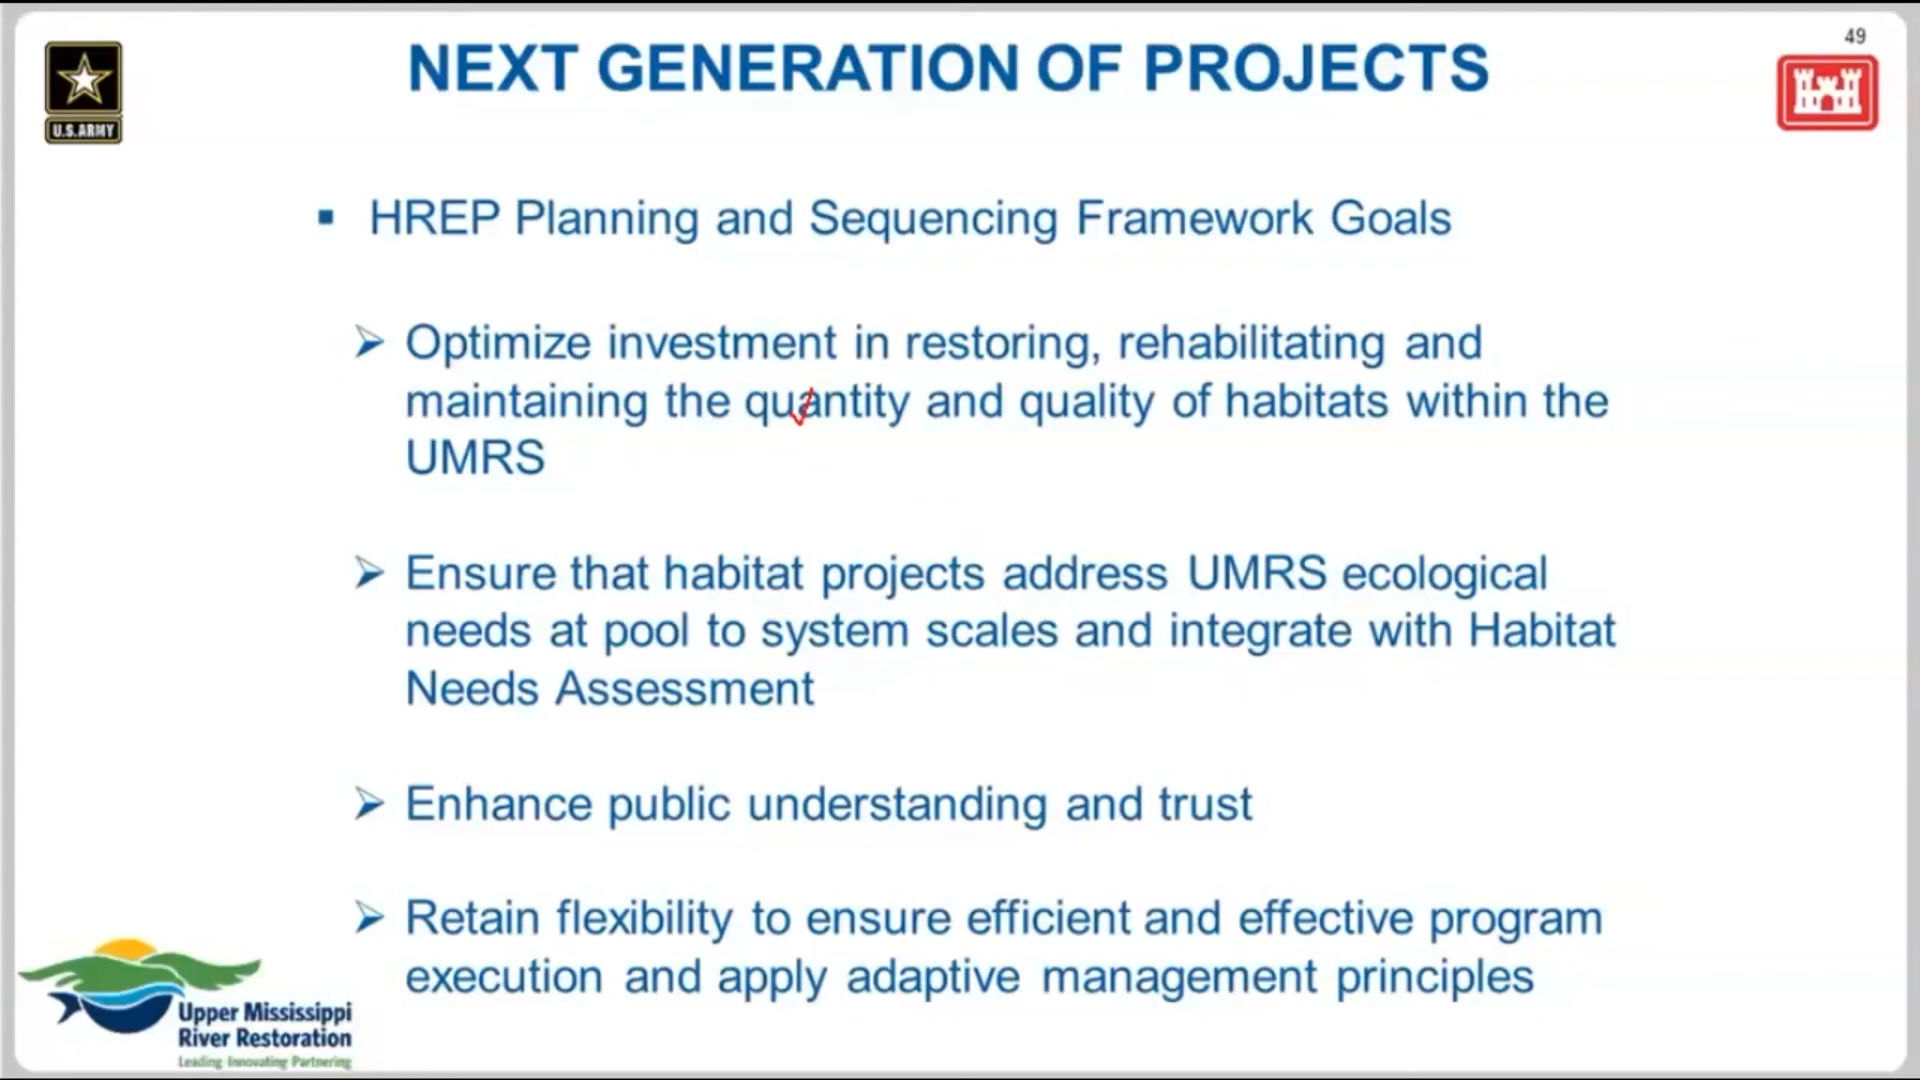 49
NEXT GENERATION OF PROJECTS
U.S.ARMY
HREP Planning and Sequencing Framework Goals
Optimize investment in restoring, rehabilitating and
maintaining the quantity and quality of habitats within the
UMRS
Ensure that habitat projects address UMRS ecological
needs at pool to system scales and integrate with Habitat
Needs Assessment
Enhance public understanding and trust
Retain flexibility to ensure efficient and effective program
execution and apply adaptive management principles
Upper Mississippi
River Restoration
Leading Innovating Partnering